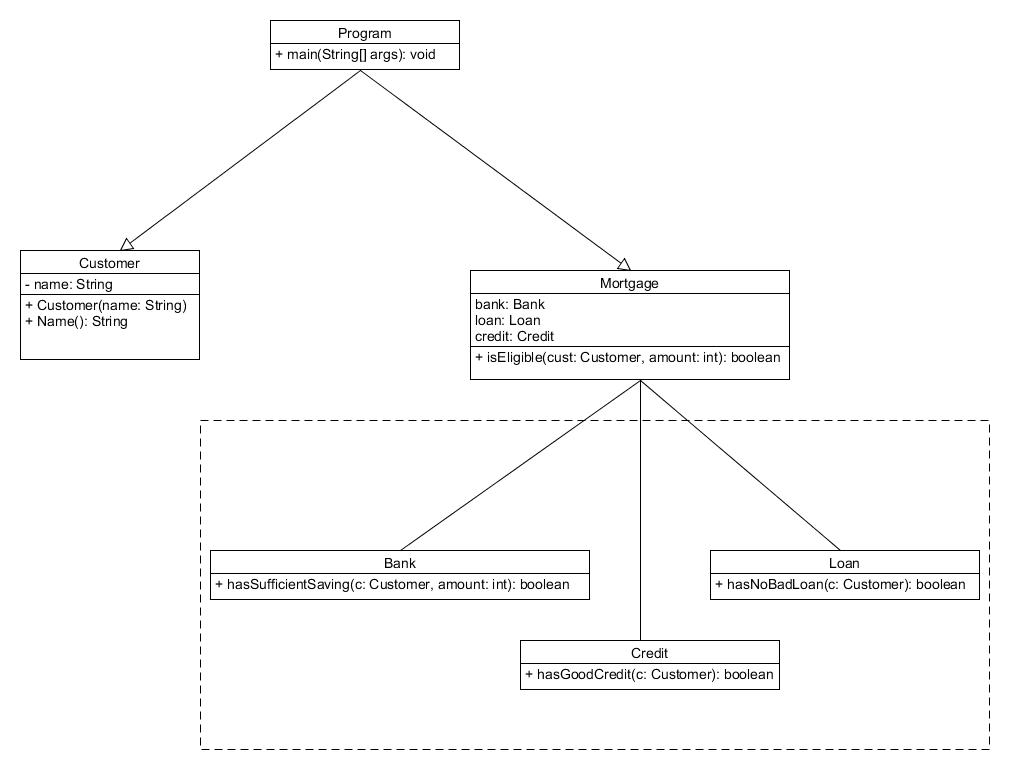 Program
+ main(String[] args): void
Customer
- name: String
+ Customer(name: String)
+ Name(): String
Mortgage
bank: Bank
loan: Loan
credit: Credit
+ isEligible(cust: Customer, amount: int): boolean
Bank
+ hasSufficientSaving(c: Customer, amount: int): boolean
Loan
+ hasNoBadLoan(c: Customer): boolean
Credit
+ hasGoodCredit(c: Customer): boolean